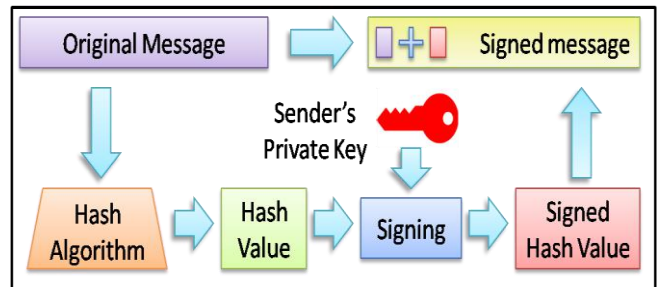 Original Message
Signed message
Sender's
Private Key
Hash
Algorithm
Hash
Value
Signing
Signed
Hash Value